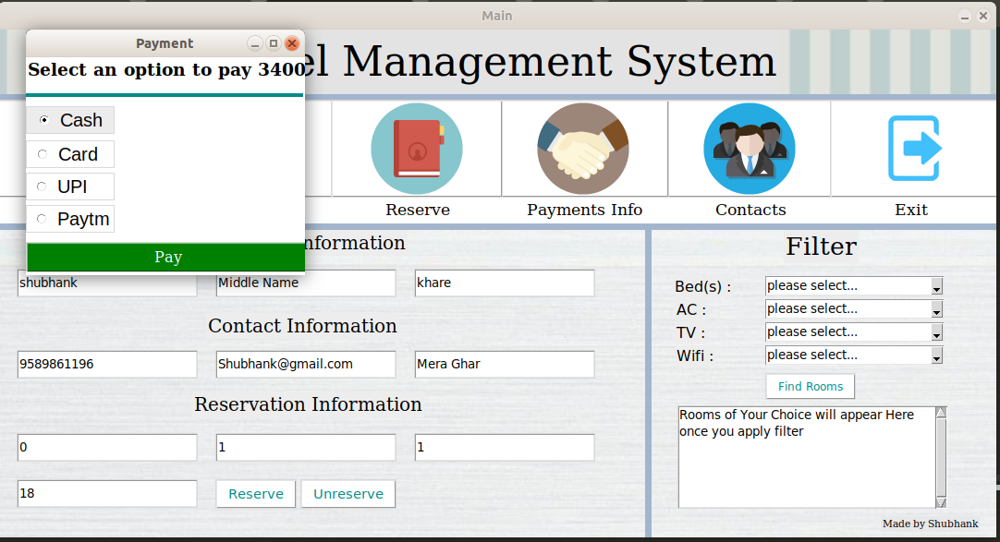 Main
Payment
Select an option to pay 3400
el Management System
Cash
Card
UPI
Paytm
Pay
Reserve
Payments Info
Contacts
Exit
nformation
shubhank
Middle Name
khare
Contact Information
9589861196
Shubhank@gmail.com
Mera Ghar
Reservation Information
0
1
1
18
Reserve
Unreserve
Filter
Bed(s) :
please select...
AC :
please select...
TV :
please select...
Wifi :
please select...
Find Rooms
Rooms of Your Choice will appear Here
once you apply filter
Made by Shubhank